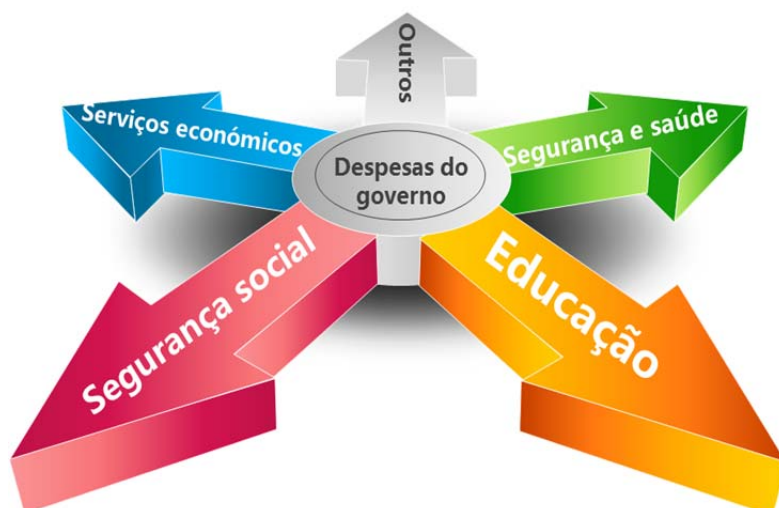 Outros
Serviços económicos
Segurança e saúde
Despesas do
governo
Segurança social
Educação